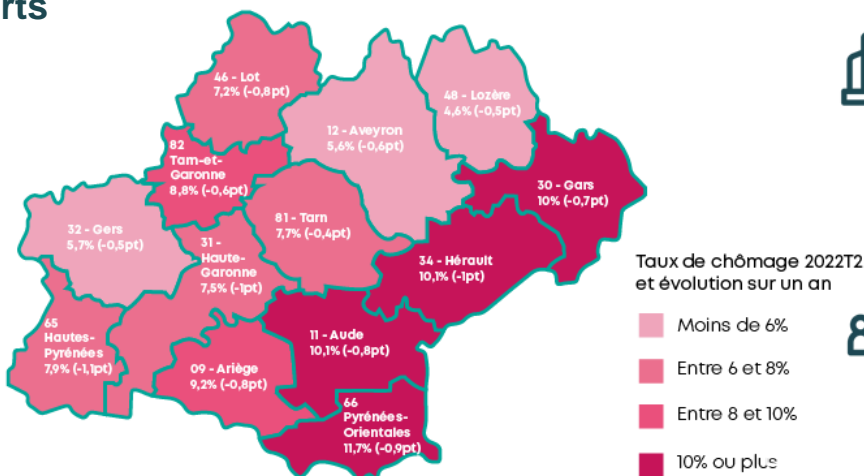 rts
46 - Lot
7,2% (-0,8pt)
48 - Lozère
4,6% (-0,5pt)
12 - Aveyron
5,6% (-0,6pt)
82
Tarn-et-
Garonne
8,8% (-0,6pt)
30 - Gars
10% (-0,7pt)
32 - Gers
5,7% (-0,5pt)
81 - Tarn
7,7% (-0,4pt)
31 -
Haute-
Garonne
7,5% (-1pt)
34 - Hérault
10,1% (-1pt)
65
Hautes-
Pyrénées
7,9% (-1,1pt)
11 - Aude
10,1% (-0,8pt)
09 - Ariège
9,2% (-0,8pt)
66
Pyrénées-
Orientales
11,7% (-0,9pt)
Taux de chômage 2022T2
et évolution sur un an
Moins de 6%
Entre 6 et 8%
Entre 8 et 10%
10% ou plus